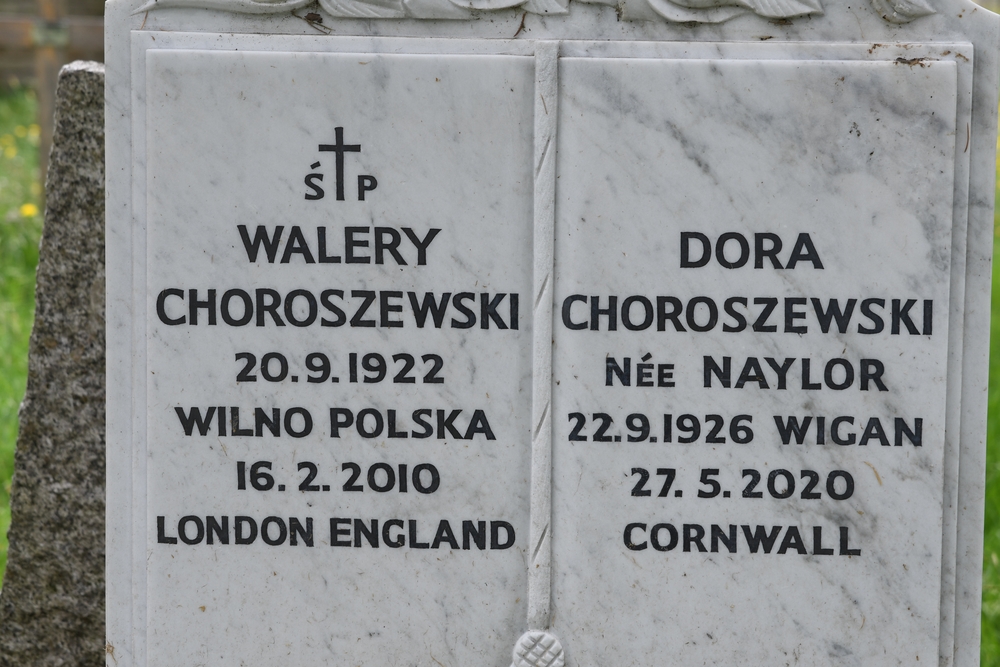 Ś P
WALERY
CHOROSZEWSKI
20.9.1922
WILNO POLSKA
16.2.2010
LONDON ENGLAND
DORA
CHOROSZEWSKI
NÉE NAYLOR
22.9.1926 WIGAN
27.5.2020
CORNWALL